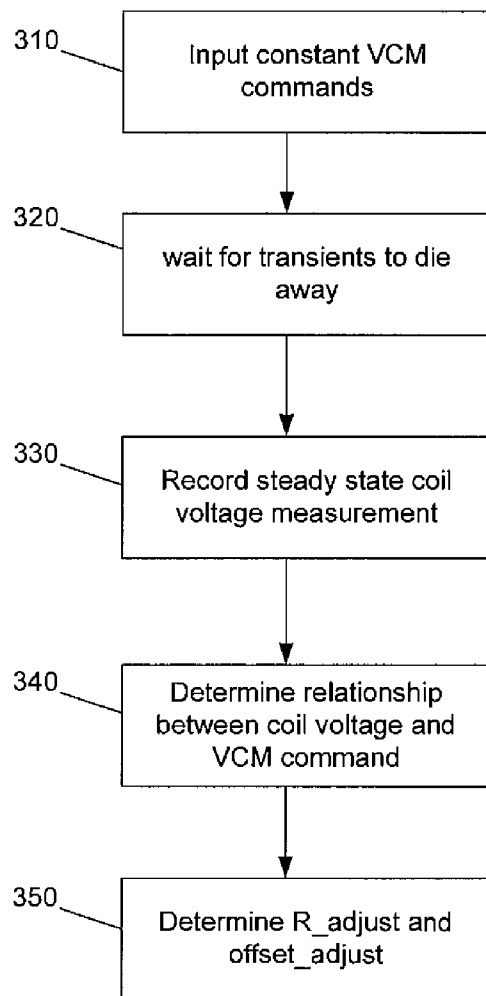 310
Input constant VCM
commands
320
wait for transients to die
away
330
Record steady state coil
voltage measurement
340
Determine relationship
between coil voltage and
VCM command
350
Determine R_adjust and
offset_adjust